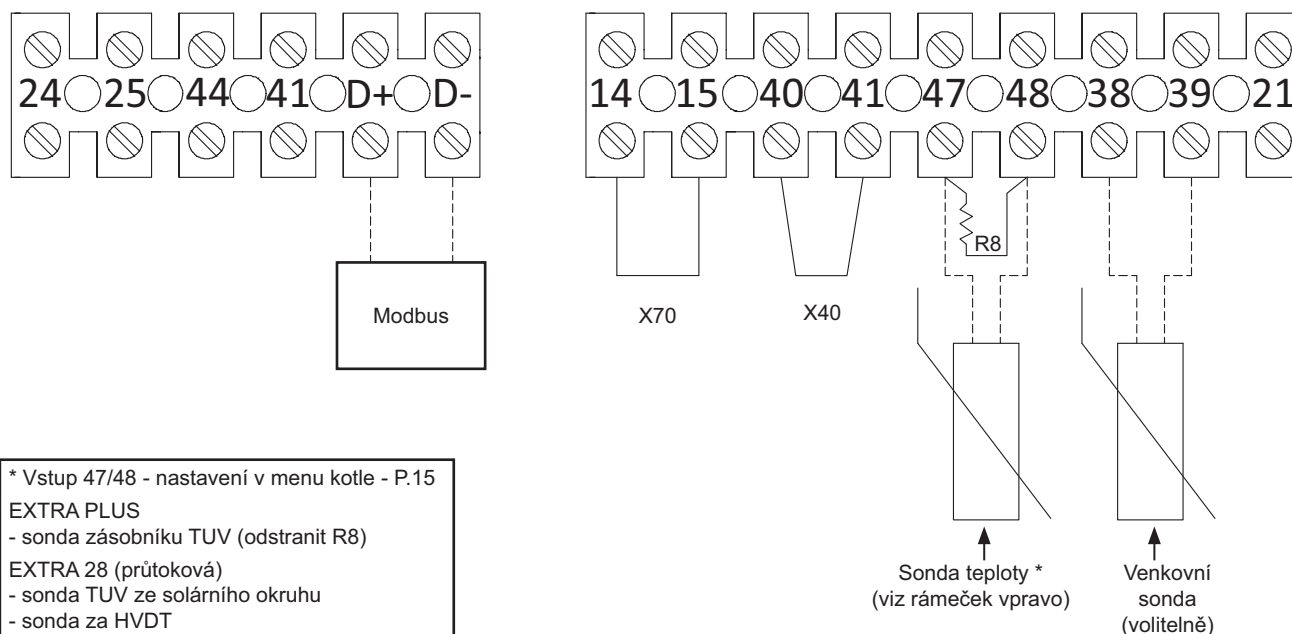 24 25 44 41 D+ D-
14 15 40 41 47 48 38 39 21
R8
Modbus
X70
X40
* Vstup 47/48 - nastavení v menu kotle - P.15
EXTRA PLUS
- sonda zásobníku TUV (odstranit R8)
EXTRA 28 (průtoková)
- sonda TUV ze solárního okruhu
- sonda za HVDT
Sonda teploty *
(viz rámeček vpravo)
Venkovní
sonda
(volitelně)